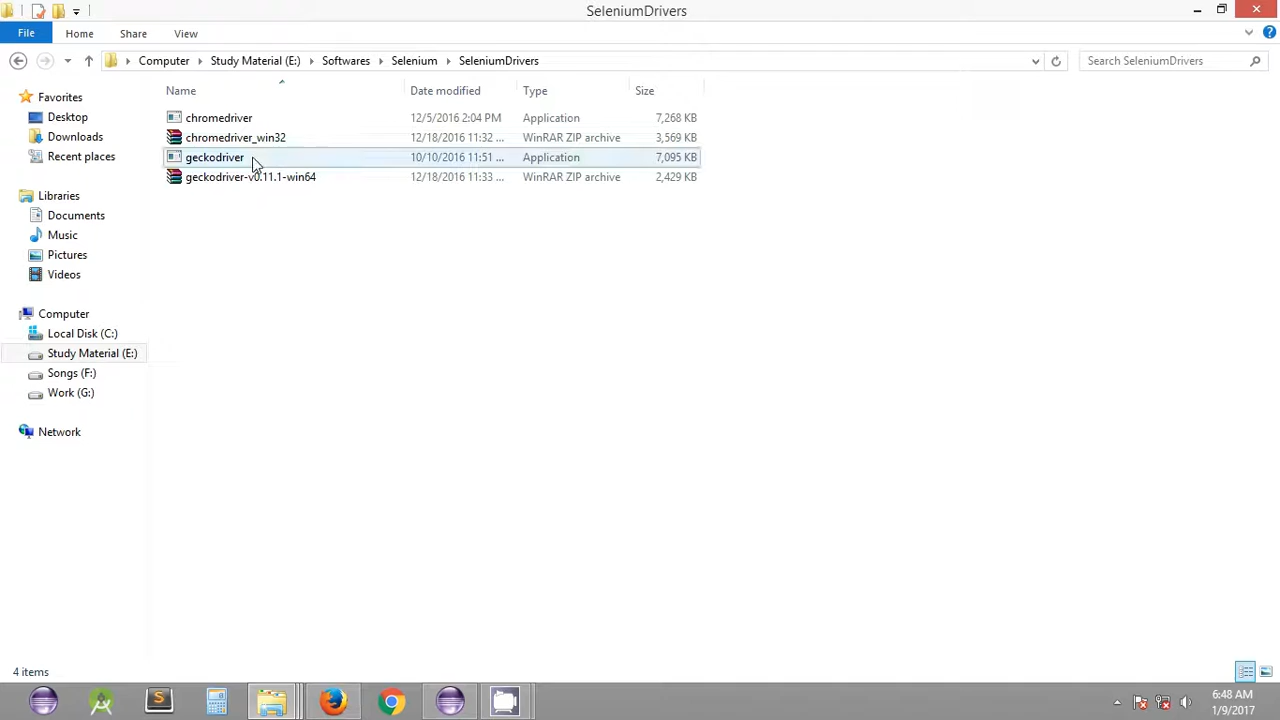 SeleniumDrivers
File Home Share View
Computer Study Material (E:) Softwares Selenium SeleniumDrivers Search SeleniumDrivers
Name Date modified Type Size
Favorites
Desktop
Downloads
Recent places
Libraries
Documents
Music
Pictures
Videos
Computer
Local Disk (C:)
Study Material (E:)
Songs (F:)
Work (G:)
Network
chromedriver 12/5/2016 2:04 PM Application 7,268 KB
chromedriver_win32 12/18/2016 11:32 ... WinRAR ZIP archive 3,569 KB
geckodriver 10/10/2016 11:51 ... Application 7,095 KB
geckodriver-v0.11.1-win64 12/18/2016 11:33 ... WinRAR ZIP archive 2,429 KB
4 items
6:48 AM
1/9/2017